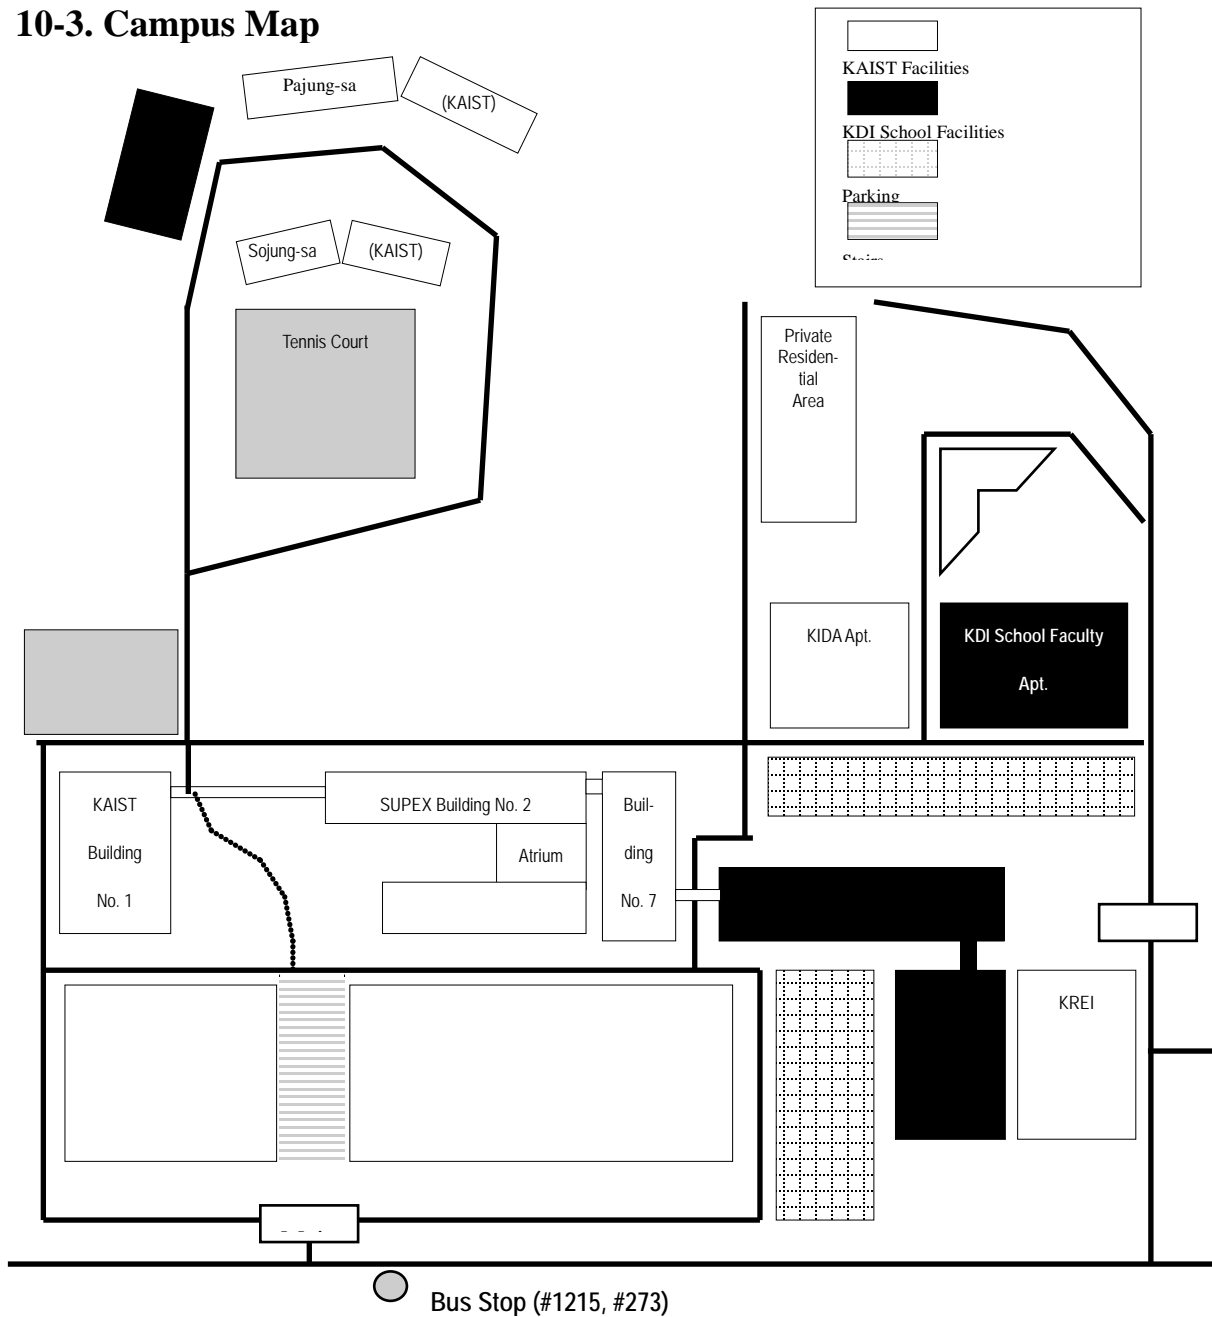 10-3. Campus Map
KAIST Facilities
KDI School Facilities
Parking
Stairs
Pajung-sa
(KAIST)
Sojung-sa
(KAIST)
Tennis Court
Private
Residen-
tial
Area
KIDA Apt.
KDI School Faculty
Apt.
KAIST
Building
No. 1
SUPEX Building No. 2
Atrium
Buil-
ding
No. 7
KREI
Bus Stop (#1215, #273)